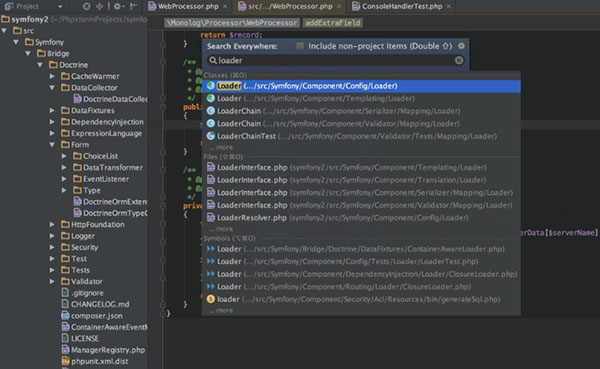 Project
WebProcessor.php
src/.../WebProcessor.php
ConsoleHandlerTest.php
symfony2 (~/PhpstormProjects/symfo
\Monolog\Processor\WebProcessor
addExtraField
src
Symfony
Bridge
Doctrine
CacheWarmer
DataCollector
DoctrineDataCollec
DataFixtures
DependencyInjection
ExpressionLanguage
Form
ChoiceList
DataTransformer
EventListener
Type
DoctrineOrmExtens
DoctrineOrmTypeG
HttpFoundation
Logger
Security
Test
Tests
Validator
.gitignore
CHANGELOG.md
composer.json
ContainerAwareEventM
LICENSE
ManagerRegistry.php
phpunit.xml.dist
return $record;
}
/**
*
*
*/
publi
{
}
/**
*
*
*/
priva
{
erData[$serverName]
}
}
Search Everywhere:
Include non-project items (Double ⇧)
loader
Classes (⌘O)
Loader (.../src/Symfony/Component/Config/Loader)
Loader (.../src/Symfony/Component/Templating/Loader)
LoaderChain (.../src/Symfony/Component/Serializer/Mapping/Loader)
LoaderChain (.../src/Symfony/Component/Validator/Mapping/Loader)
LoaderChainTest (.../src/Symfony/Component/Validator/Tests/Mapping/Loader)
... more
Files (⇧⌘O)
LoaderInterface.php (symfony2/src/Symfony/Component/Templating/Loader)
LoaderInterface.php (symfony2/src/Symfony/Component/Translation/Loader)
LoaderInterface.php (symfony2/src/Symfony/Component/Serializer/Mapping/Loader)
LoaderInterface.php (symfony2/src/Symfony/Component/Validator/Mapping/Loader)
LoaderResolver.php (symfony2/src/Symfony/Component/Config/Loader)
... more
Symbols (⌥⌘O)
Loader (.../src/Symfony/Bridge/Doctrine/DataFixtures/ContainerAwareLoader.php)
Loader (.../src/Symfony/Component/Config/Tests/Loader/LoaderTest.php)
Loader (.../src/Symfony/Component/DependencyInjection/Loader/ClosureLoader.php)
Loader (.../src/Symfony/Component/Routing/Loader/ClosureLoader.php)
loader (.../src/Symfony/Component/Security/Acl/Resources/bin/generateSql.php)
... more